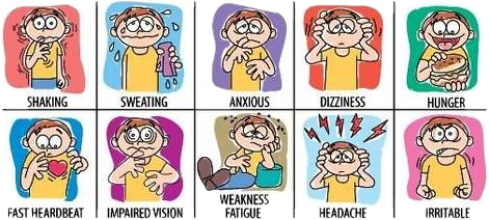 SHAKING
SWEATING
ANXIOUS
DIZZINESS
HUNGER
FAST HEARDBEAT
IMPAIRED VISION
WEAKNESS
FATIGUE
HEADACHE
IRRITABLE